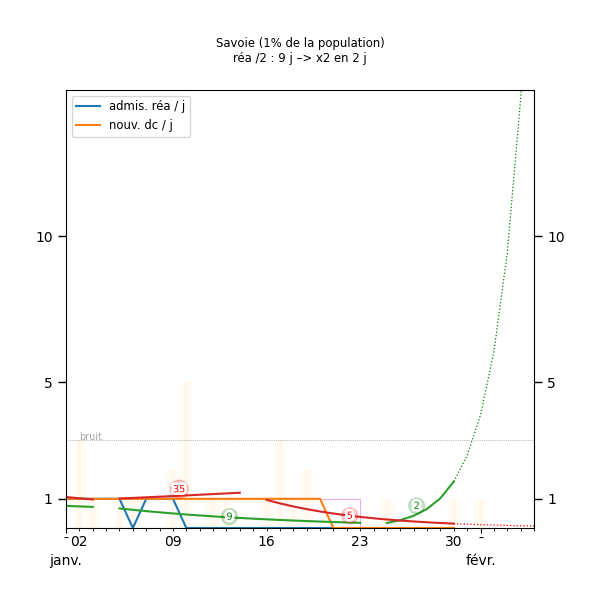 Savoie (1% de la population)
réa /2 : 9 j –> x2 en 2 j
admis. réa / j
nouv. dc / j
10
10
5
5
bruit
35
2
9
5
1
1
02
09
16
23
30
janv.
févr.